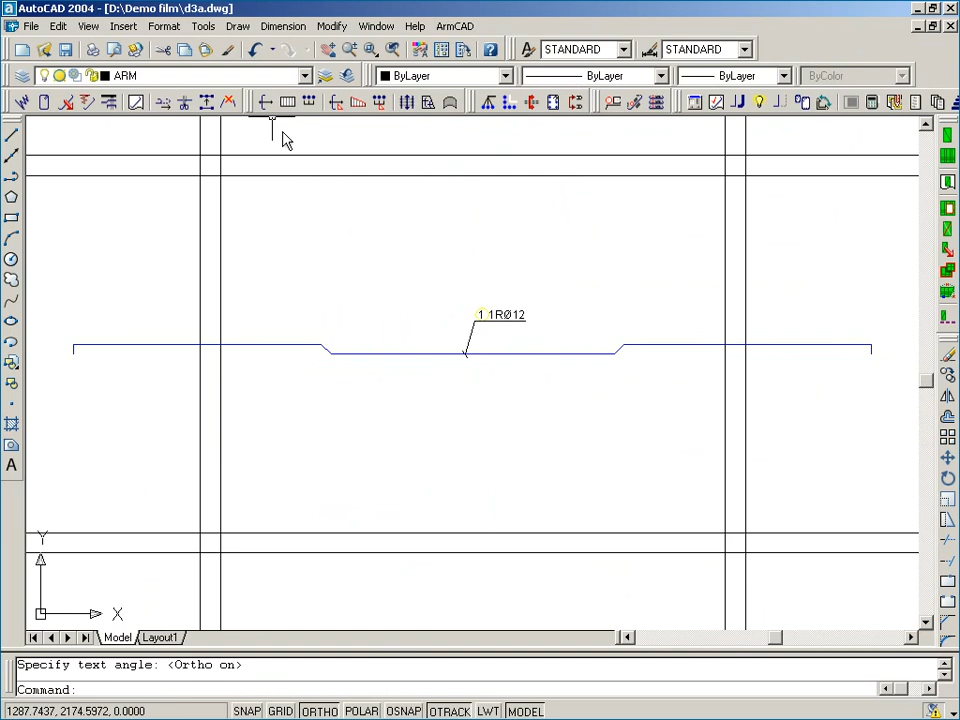 AutoCAD 2004 - [D:\Demo film\d3a.dwg]
File Edit View Insert Format Tools Draw Dimension Modify Window Help ArmCAD
STANDARD STANDARD
ARM ByLayer ByLayer ByLayer ByColor
1 1RØ12
Y
X
Model Layout1
Specify text angle: <Ortho on>
Command:
1287.7437, 2174.5972, 0.0000 SNAP GRID ORTHO POLAR OSNAP OTRACK LWT MODEL
A